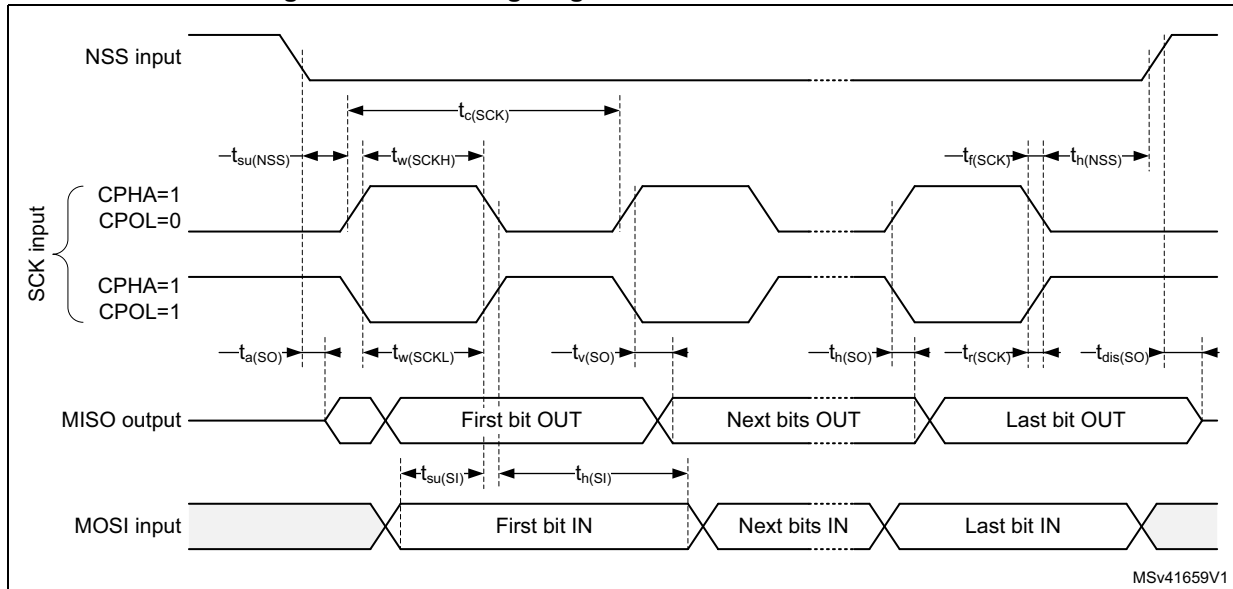 NSS input
tc(SCK)
tsu(NSS) tw(SCKH) tf(SCK) th(NSS)
SCK input
CPHA=1
CPOL=0
CPHA=1
CPOL=1
ta(SO) tw(SCKL) tv(SO) th(SO) tr(SCK) tdis(SO)
MISO output First bit OUT Next bits OUT Last bit OUT
tsu(SI) th(SI)
MOSI input First bit IN Next bits IN Last bit IN
MSv41659V1